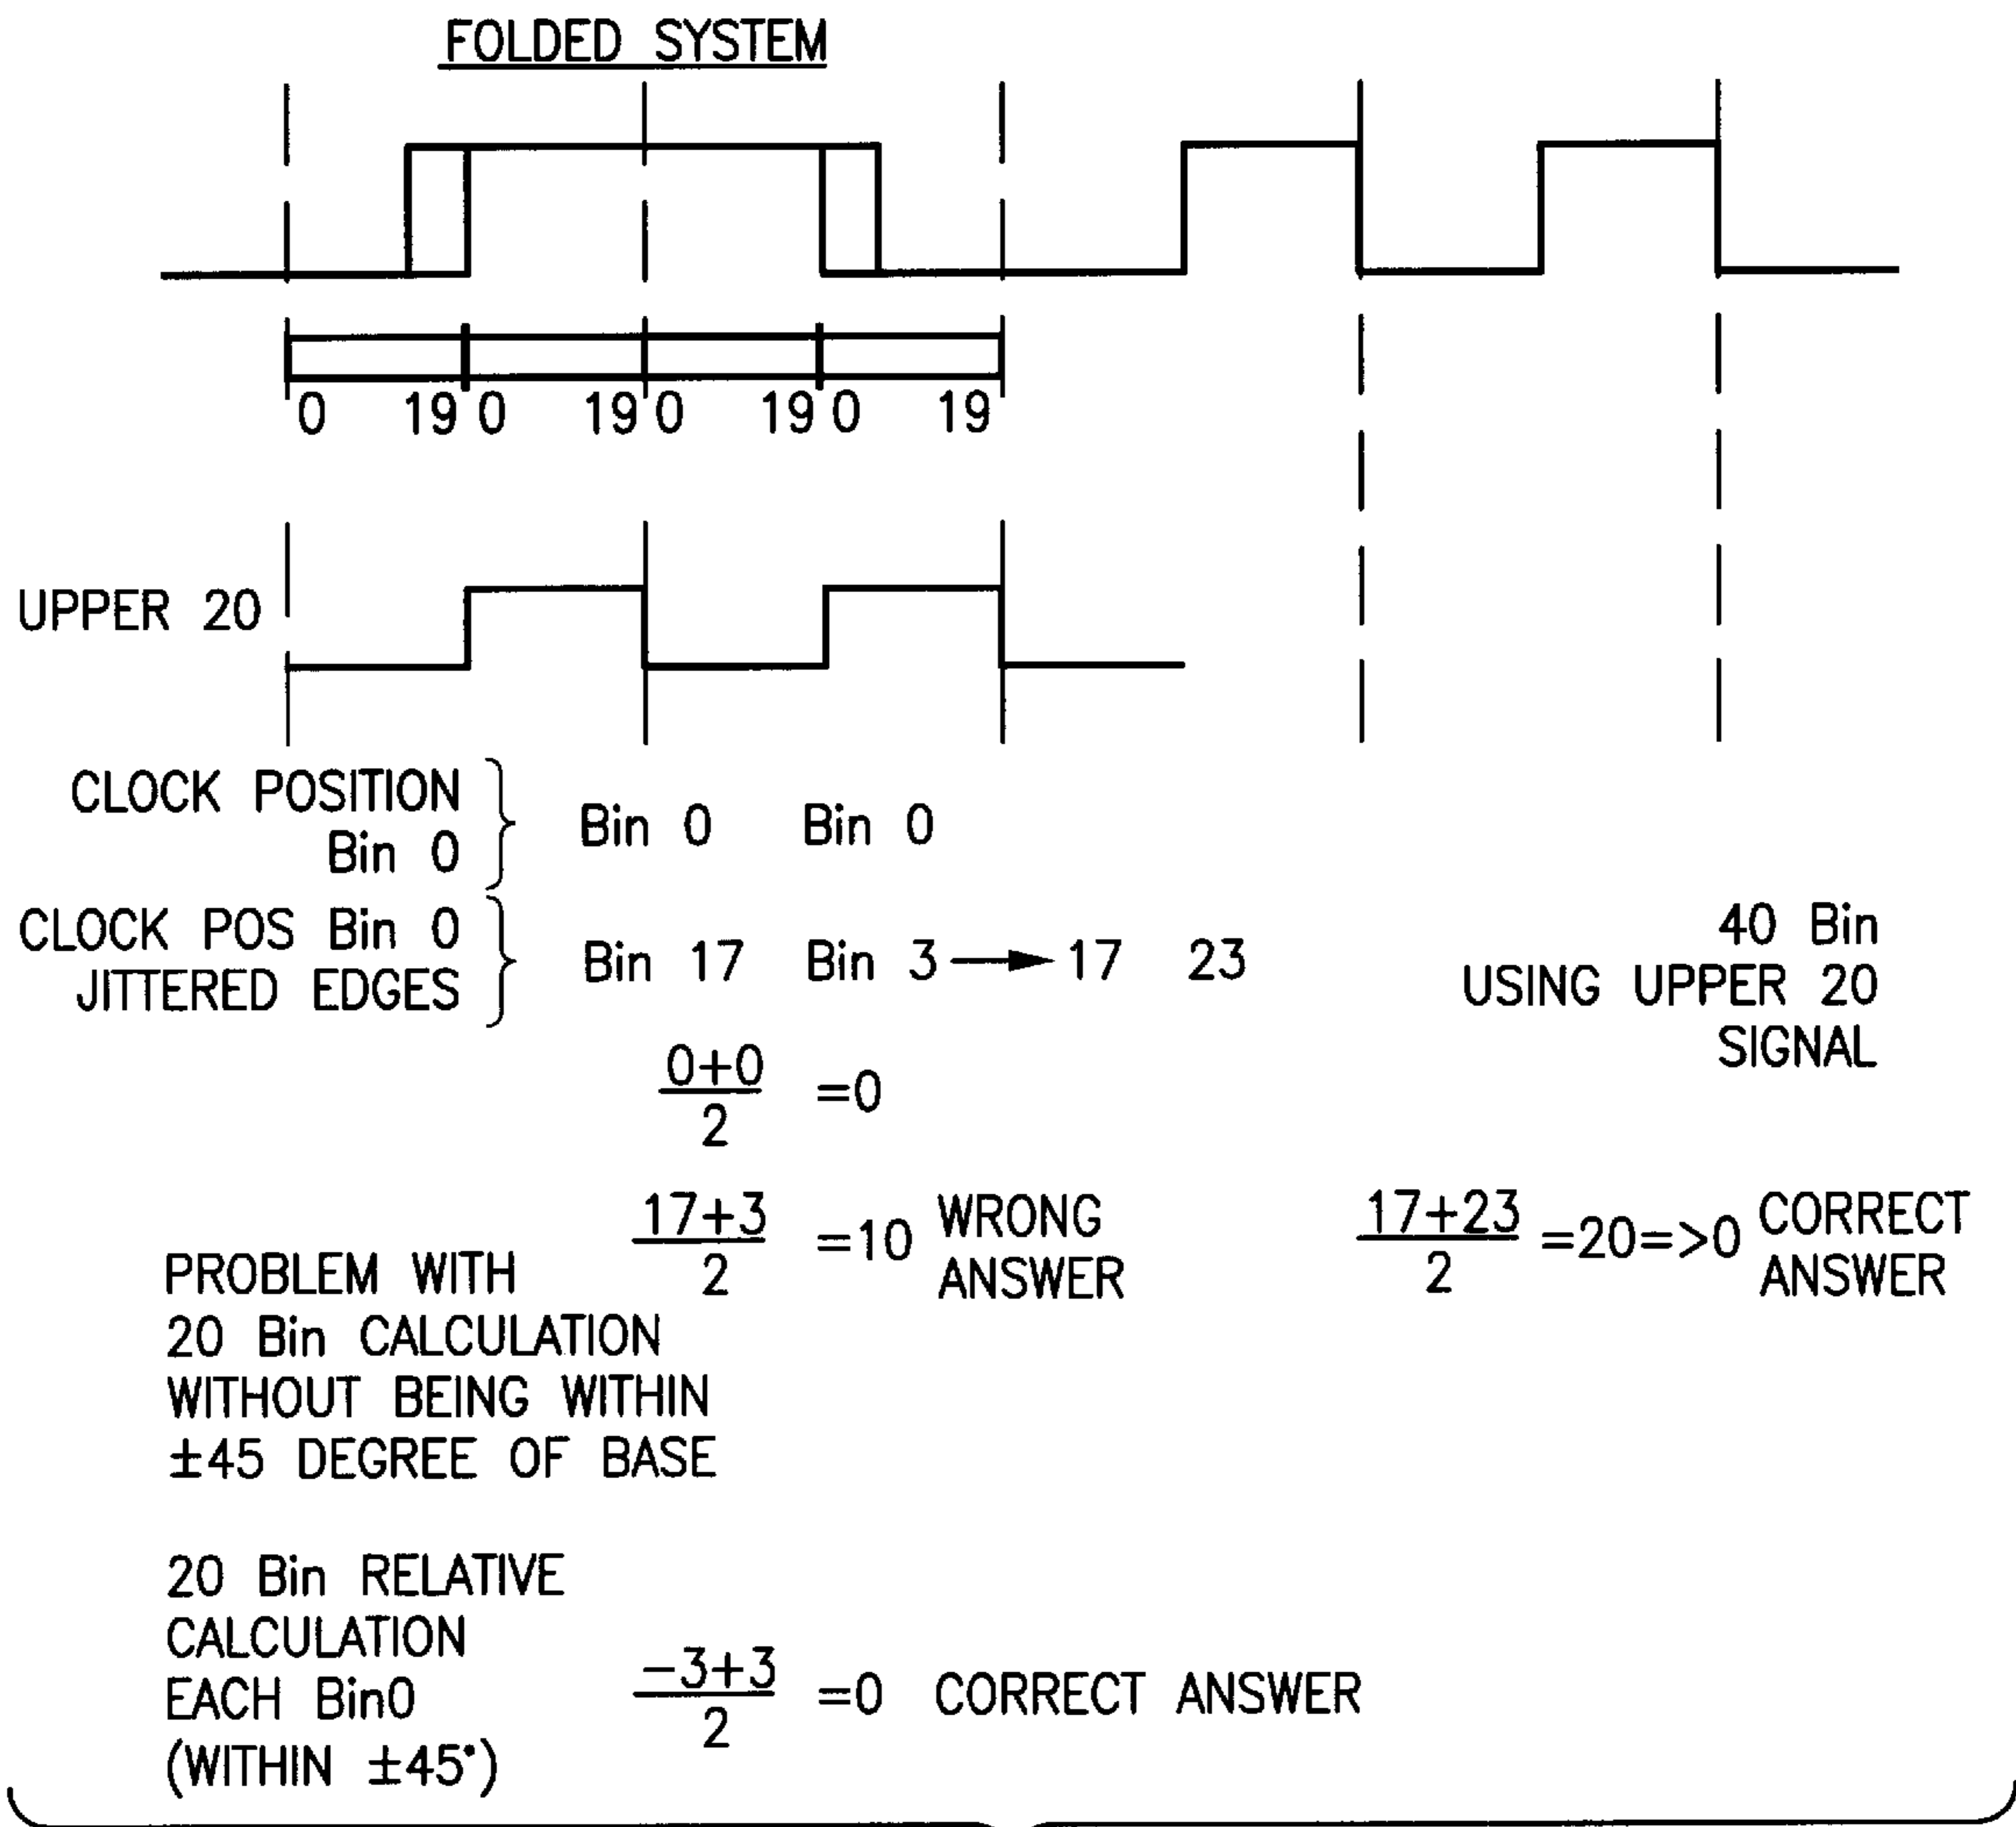 FOLDED SYSTEM
0 19 0 19 0 19 0 19
UPPER 20
CLOCK POSITION
Bin 0
Bin 0 Bin 0
CLOCK POS Bin 0
JITTERED EDGES
Bin 17 Bin 3 → 17 23
40 Bin
USING UPPER 20
SIGNAL
0+0
2
=0
17+3
2
=10
WRONG
ANSWER
17+23
2
=20=>0
CORRECT
ANSWER
PROBLEM WITH
20 Bin CALCULATION
WITHOUT BEING WITHIN
±45 DEGREE OF BASE
20 Bin RELATIVE
CALCULATION
EACH Bin0
(WITHIN ±45°)
-3+3
2
=0 CORRECT ANSWER